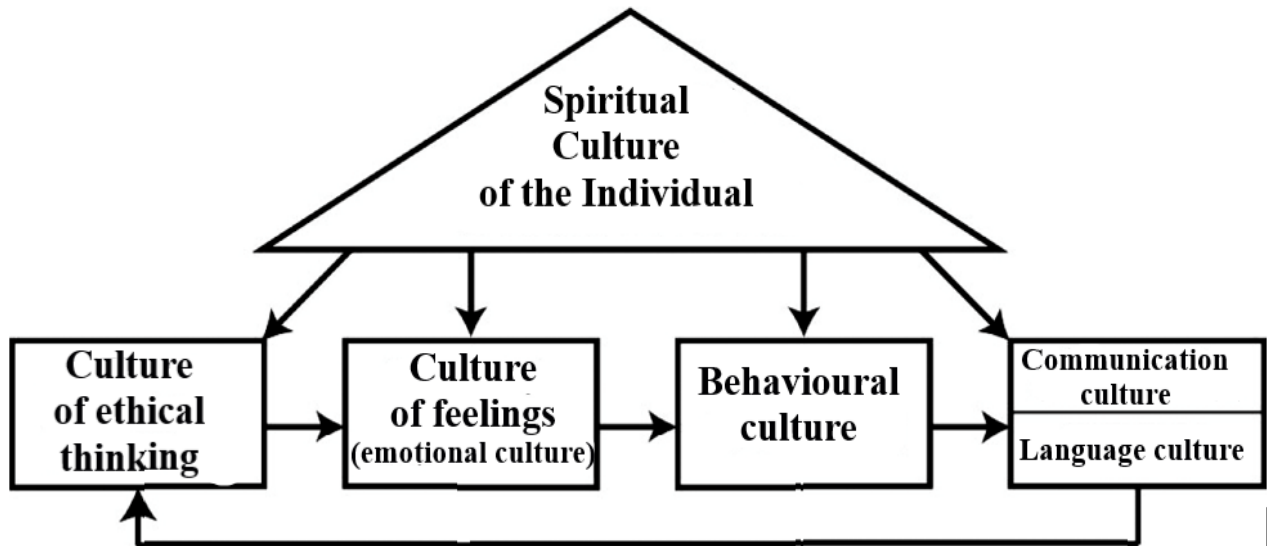 Spiritual
Culture
of the Individual
Culture
of ethical
thinking
Culture
of feelings
(emotional culture)
Behavioural
culture
Communication
culture
Language culture